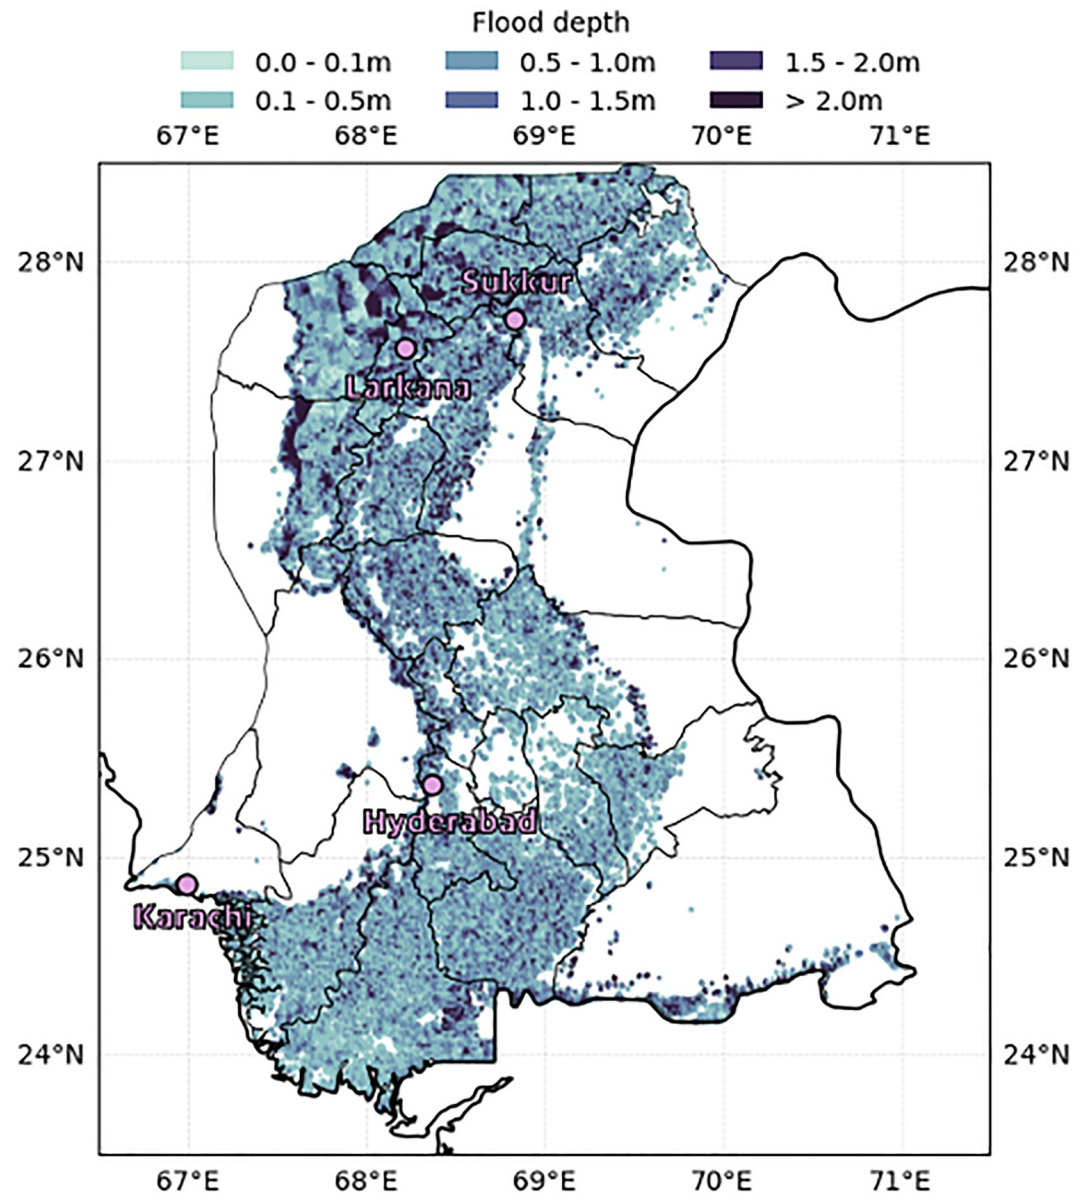 Flood depth
0.0 - 0.1m 0.5 - 1.0m 1.5 - 2.0m
0.1 - 0.5m 1.0 - 1.5m > 2.0m
67°E 68°E 69°E 70°E 71°E
28°N 28°N
Sukkur
Larkana
27°N 27°N
26°N 26°N
Hyderabad
25°N 25°N
Karachi
24°N 24°N
67°E 68°E 69°E 70°E 71°E